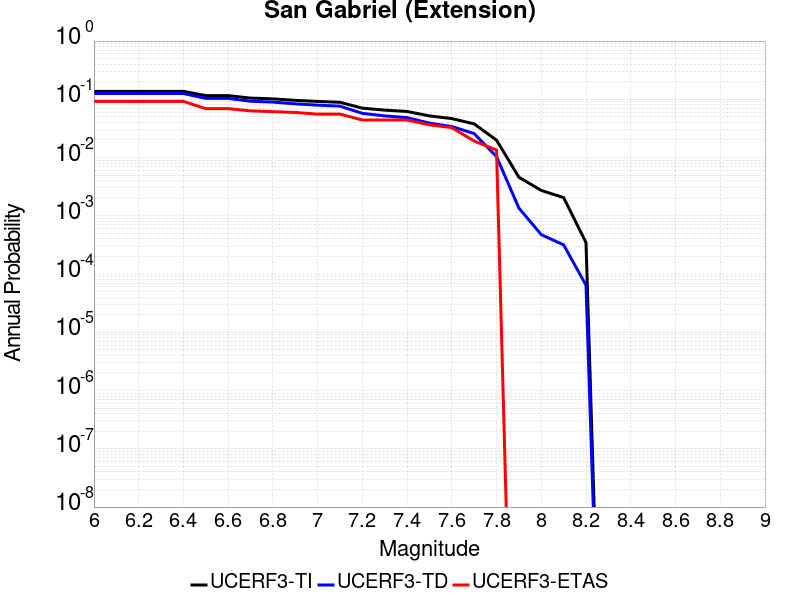 San Gabriel (Extension)
10^0
10^-1
10^-2
10^-3
10^-4
10^-5
10^-6
10^-7
10^-8
Annual Probability
6 6.2 6.4 6.6 6.8 7 7.2 7.4 7.6 7.8 8 8.2 8.4 8.6 8.8 9
Magnitude
UCERF3-TI UCERF3-TD UCERF3-ETAS